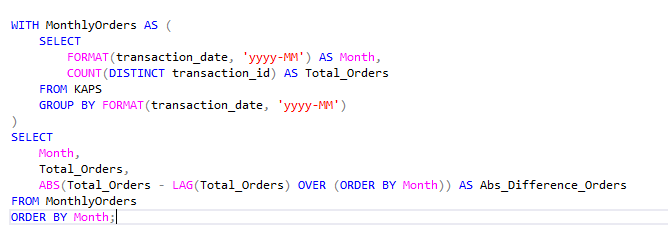 WITH MonthlyOrders AS (
    SELECT
        FORMAT(transaction_date, 'yyyy-MM') AS Month,
        COUNT(DISTINCT transaction_id) AS Total_Orders
    FROM KAPS
    GROUP BY FORMAT(transaction_date, 'yyyy-MM')
)
SELECT
    Month,
    Total_Orders,
    ABS(Total_Orders - LAG(Total_Orders) OVER (ORDER BY Month)) AS Abs_Difference_Orders
FROM MonthlyOrders
ORDER BY Month;